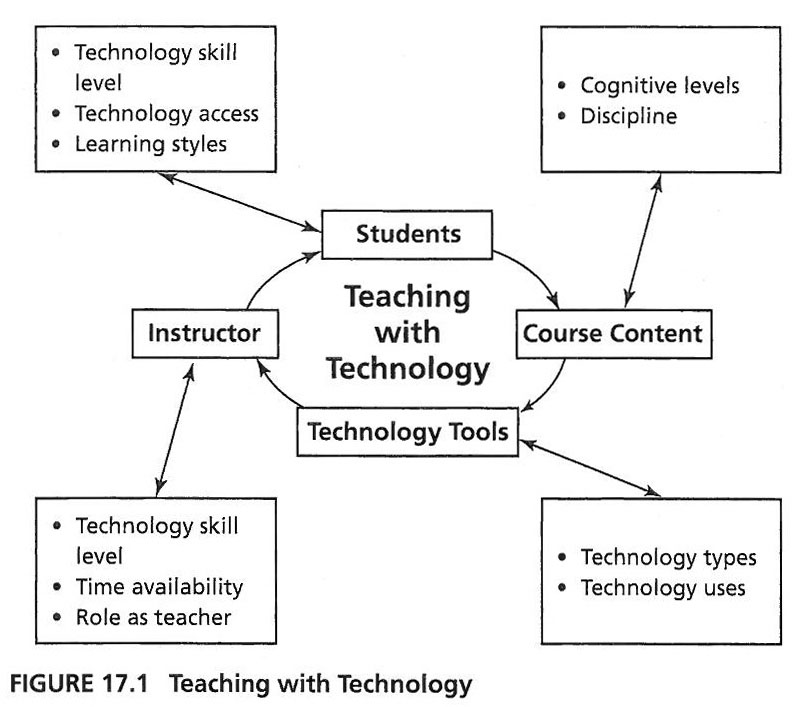 • Technology skill
level
• Technology access
• Learning styles
• Cognitive levels
• Discipline
Students
Teaching
with
Technology
Instructor
Course Content
Technology Tools
• Technology skill
level
• Time availability
• Role as teacher
• Technology types
• Technology uses
FIGURE 17.1 Teaching with Technology